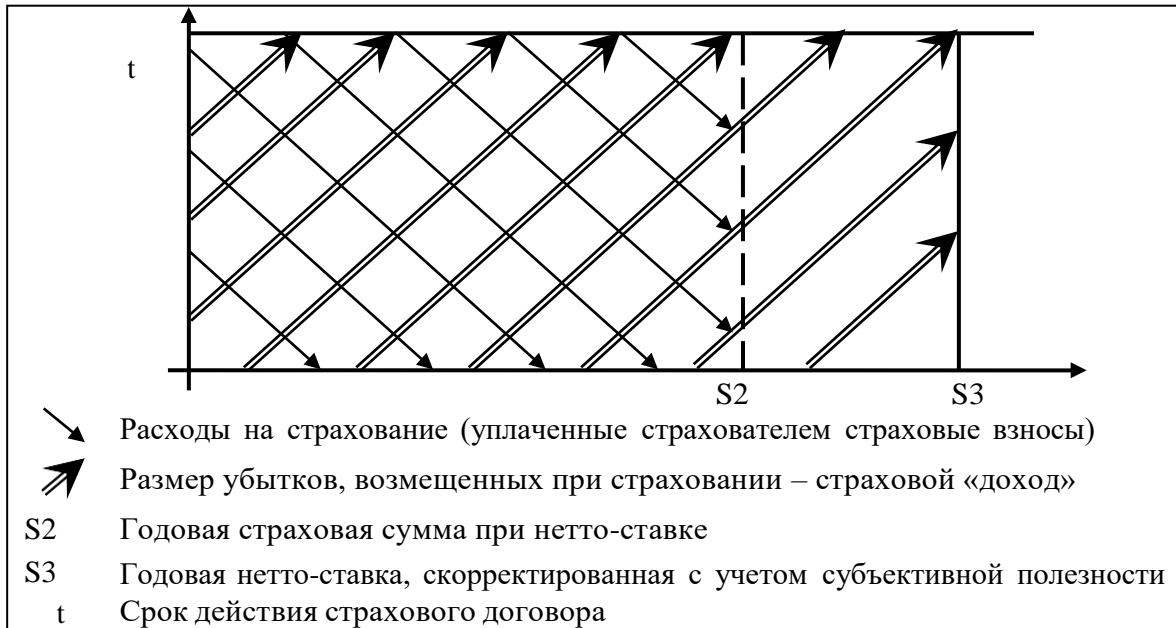 t
S2
S3
Расходы на страхование (уплаченные страхователем страховые взносы)
Размер убытков, возмещенных при страховании – страховой «доход»
S2 Годовая страховая сумма при нетто-ставке
S3 Годовая нетто-ставка, скорректированная с учетом субъективной полезности
t Срок действия страхового договора